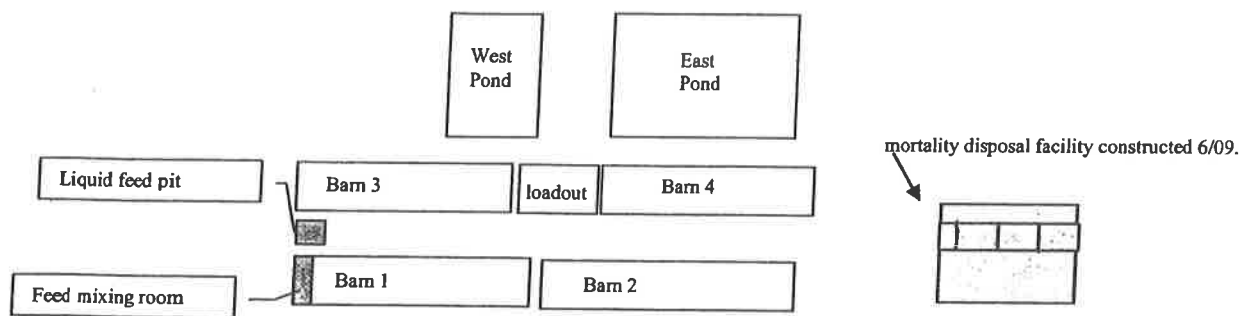 West
Pond
East
Pond
mortality disposal facility constructed 6/09.
Liquid feed pit
Barn 3
loadout
Barn 4
Feed mixing room
Barn 1
Barn 2